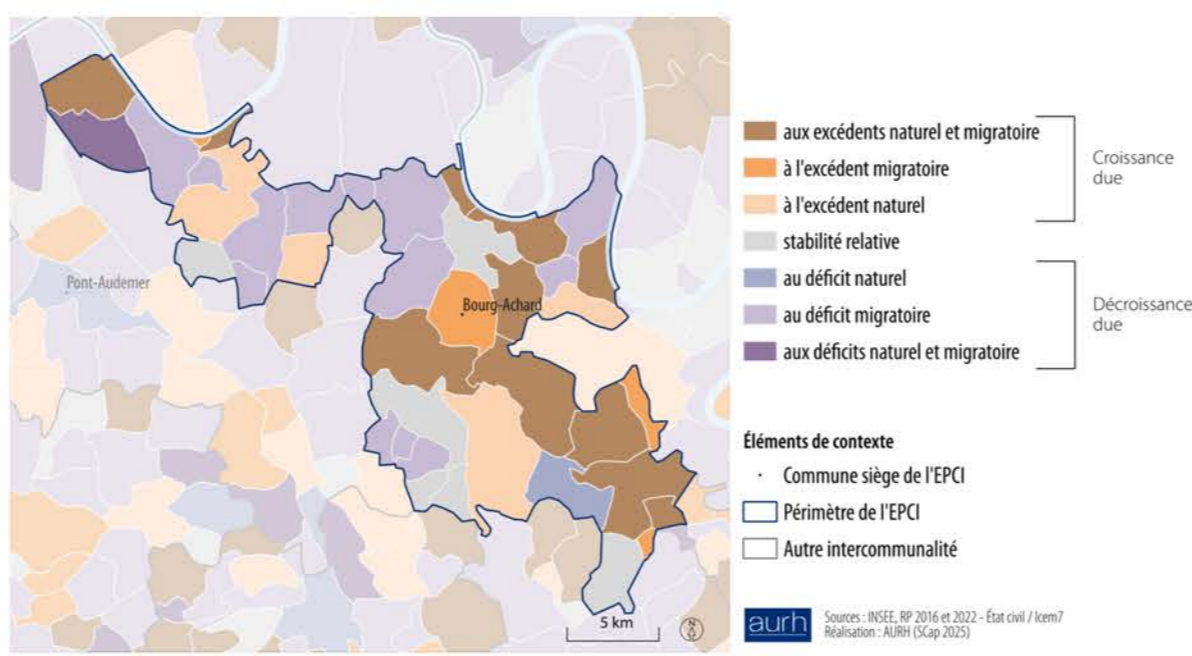 Pont-Audemer
Bourg-Achard
5 km
N
aux excédents naturel et migratoire
à l'excédent migratoire
à l'excédent naturel
Croissance
due
stabilité relative
au déficit naturel
au déficit migratoire
aux déficits naturel et migratoire
Décroissance
due
Éléments de contexte
Commune siège de l'EPCI
Périmètre de l'EPCI
Autre intercommunalité
aurh
Sources : INSEE, RP 2016 et 2022 - État civil / Icem7
Réalisation : AURH (SCap 2025)